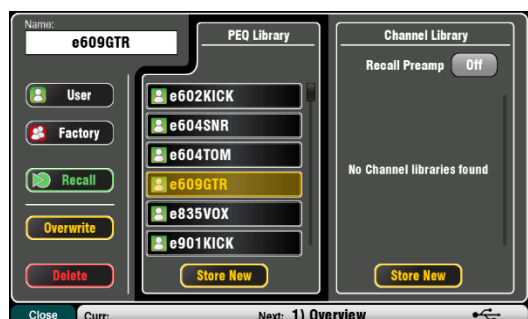 Name:
e609GTR
User
Factory
Recall
Overwrite
Delete
PEQ Library
e602KICK
e604SNR
e604TOM
e609GTR
e835VOX
e901KICK
Store New
Channel Library
Recall Preamp Off
No Channel libraries found
Store New
Close Curr: Next: 1) Overview